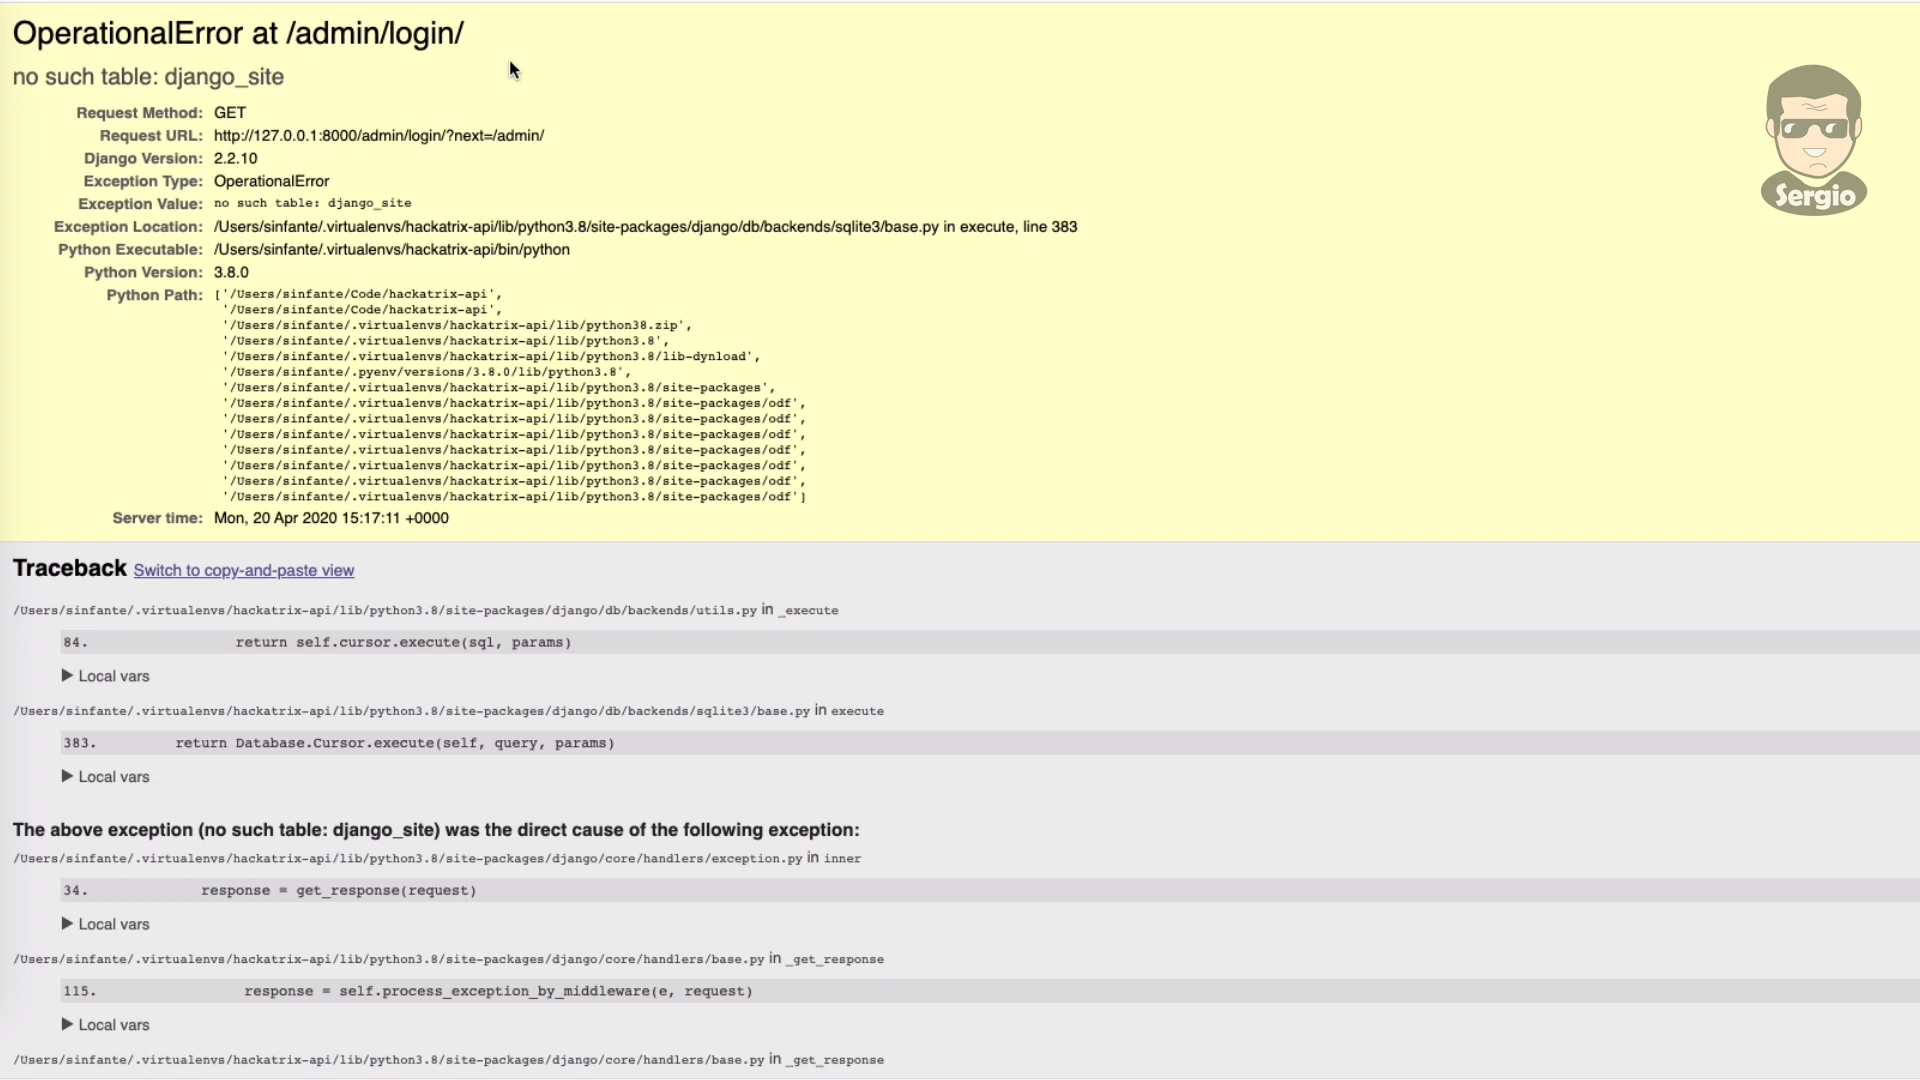 OperationalError at /admin/login/
no such table: django_site
Request Method: GET
Request URL: http://127.0.0.1:8000/admin/login/?next=/admin/
Django Version: 2.2.10
Exception Type: OperationalError
Exception Value: no such table: django_site
Exception Location: /Users/sinfante/.virtualenvs/hackatrix-api/lib/python3.8/site-packages/django/db/backends/sqlite3/base.py in execute, line 383
Python Executable: /Users/sinfante/.virtualenvs/hackatrix-api/bin/python
Python Version: 3.8.0
Python Path: ['/Users/sinfante/Code/hackatrix-api',
'/Users/sinfante/Code/hackatrix-api',
'/Users/sinfante/.virtualenvs/hackatrix-api/lib/python38.zip',
'/Users/sinfante/.virtualenvs/hackatrix-api/lib/python3.8',
'/Users/sinfante/.virtualenvs/hackatrix-api/lib/python3.8/lib-dynload',
'/Users/sinfante/.pyenv/versions/3.8.0/lib/python3.8',
'/Users/sinfante/.virtualenvs/hackatrix-api/lib/python3.8/site-packages',
'/Users/sinfante/.virtualenvs/hackatrix-api/lib/python3.8/site-packages/odf',
'/Users/sinfante/.virtualenvs/hackatrix-api/lib/python3.8/site-packages/odf',
'/Users/sinfante/.virtualenvs/hackatrix-api/lib/python3.8/site-packages/odf',
'/Users/sinfante/.virtualenvs/hackatrix-api/lib/python3.8/site-packages/odf',
'/Users/sinfante/.virtualenvs/hackatrix-api/lib/python3.8/site-packages/odf',
'/Users/sinfante/.virtualenvs/hackatrix-api/lib/python3.8/site-packages/odf',
'/Users/sinfante/.virtualenvs/hackatrix-api/lib/python3.8/site-packages/odf']
Server time: Mon, 20 Apr 2020 15:17:11 +0000
Sergio
Traceback Switch to copy-and-paste view
/Users/sinfante/.virtualenvs/hackatrix-api/lib/python3.8/site-packages/django/db/backends/utils.py in _execute
84. return self.cursor.execute(sql, params)
▶ Local vars
/Users/sinfante/.virtualenvs/hackatrix-api/lib/python3.8/site-packages/django/db/backends/sqlite3/base.py in execute
383. return Database.Cursor.execute(self, query, params)
▶ Local vars
The above exception (no such table: django_site) was the direct cause of the following exception:
/Users/sinfante/.virtualenvs/hackatrix-api/lib/python3.8/site-packages/django/core/handlers/exception.py in inner
34. response = get_response(request)
▶ Local vars
/Users/sinfante/.virtualenvs/hackatrix-api/lib/python3.8/site-packages/django/core/handlers/base.py in _get_response
115. response = self.process_exception_by_middleware(e, request)
▶ Local vars
/Users/sinfante/.virtualenvs/hackatrix-api/lib/python3.8/site-packages/django/core/handlers/base.py in _get_response